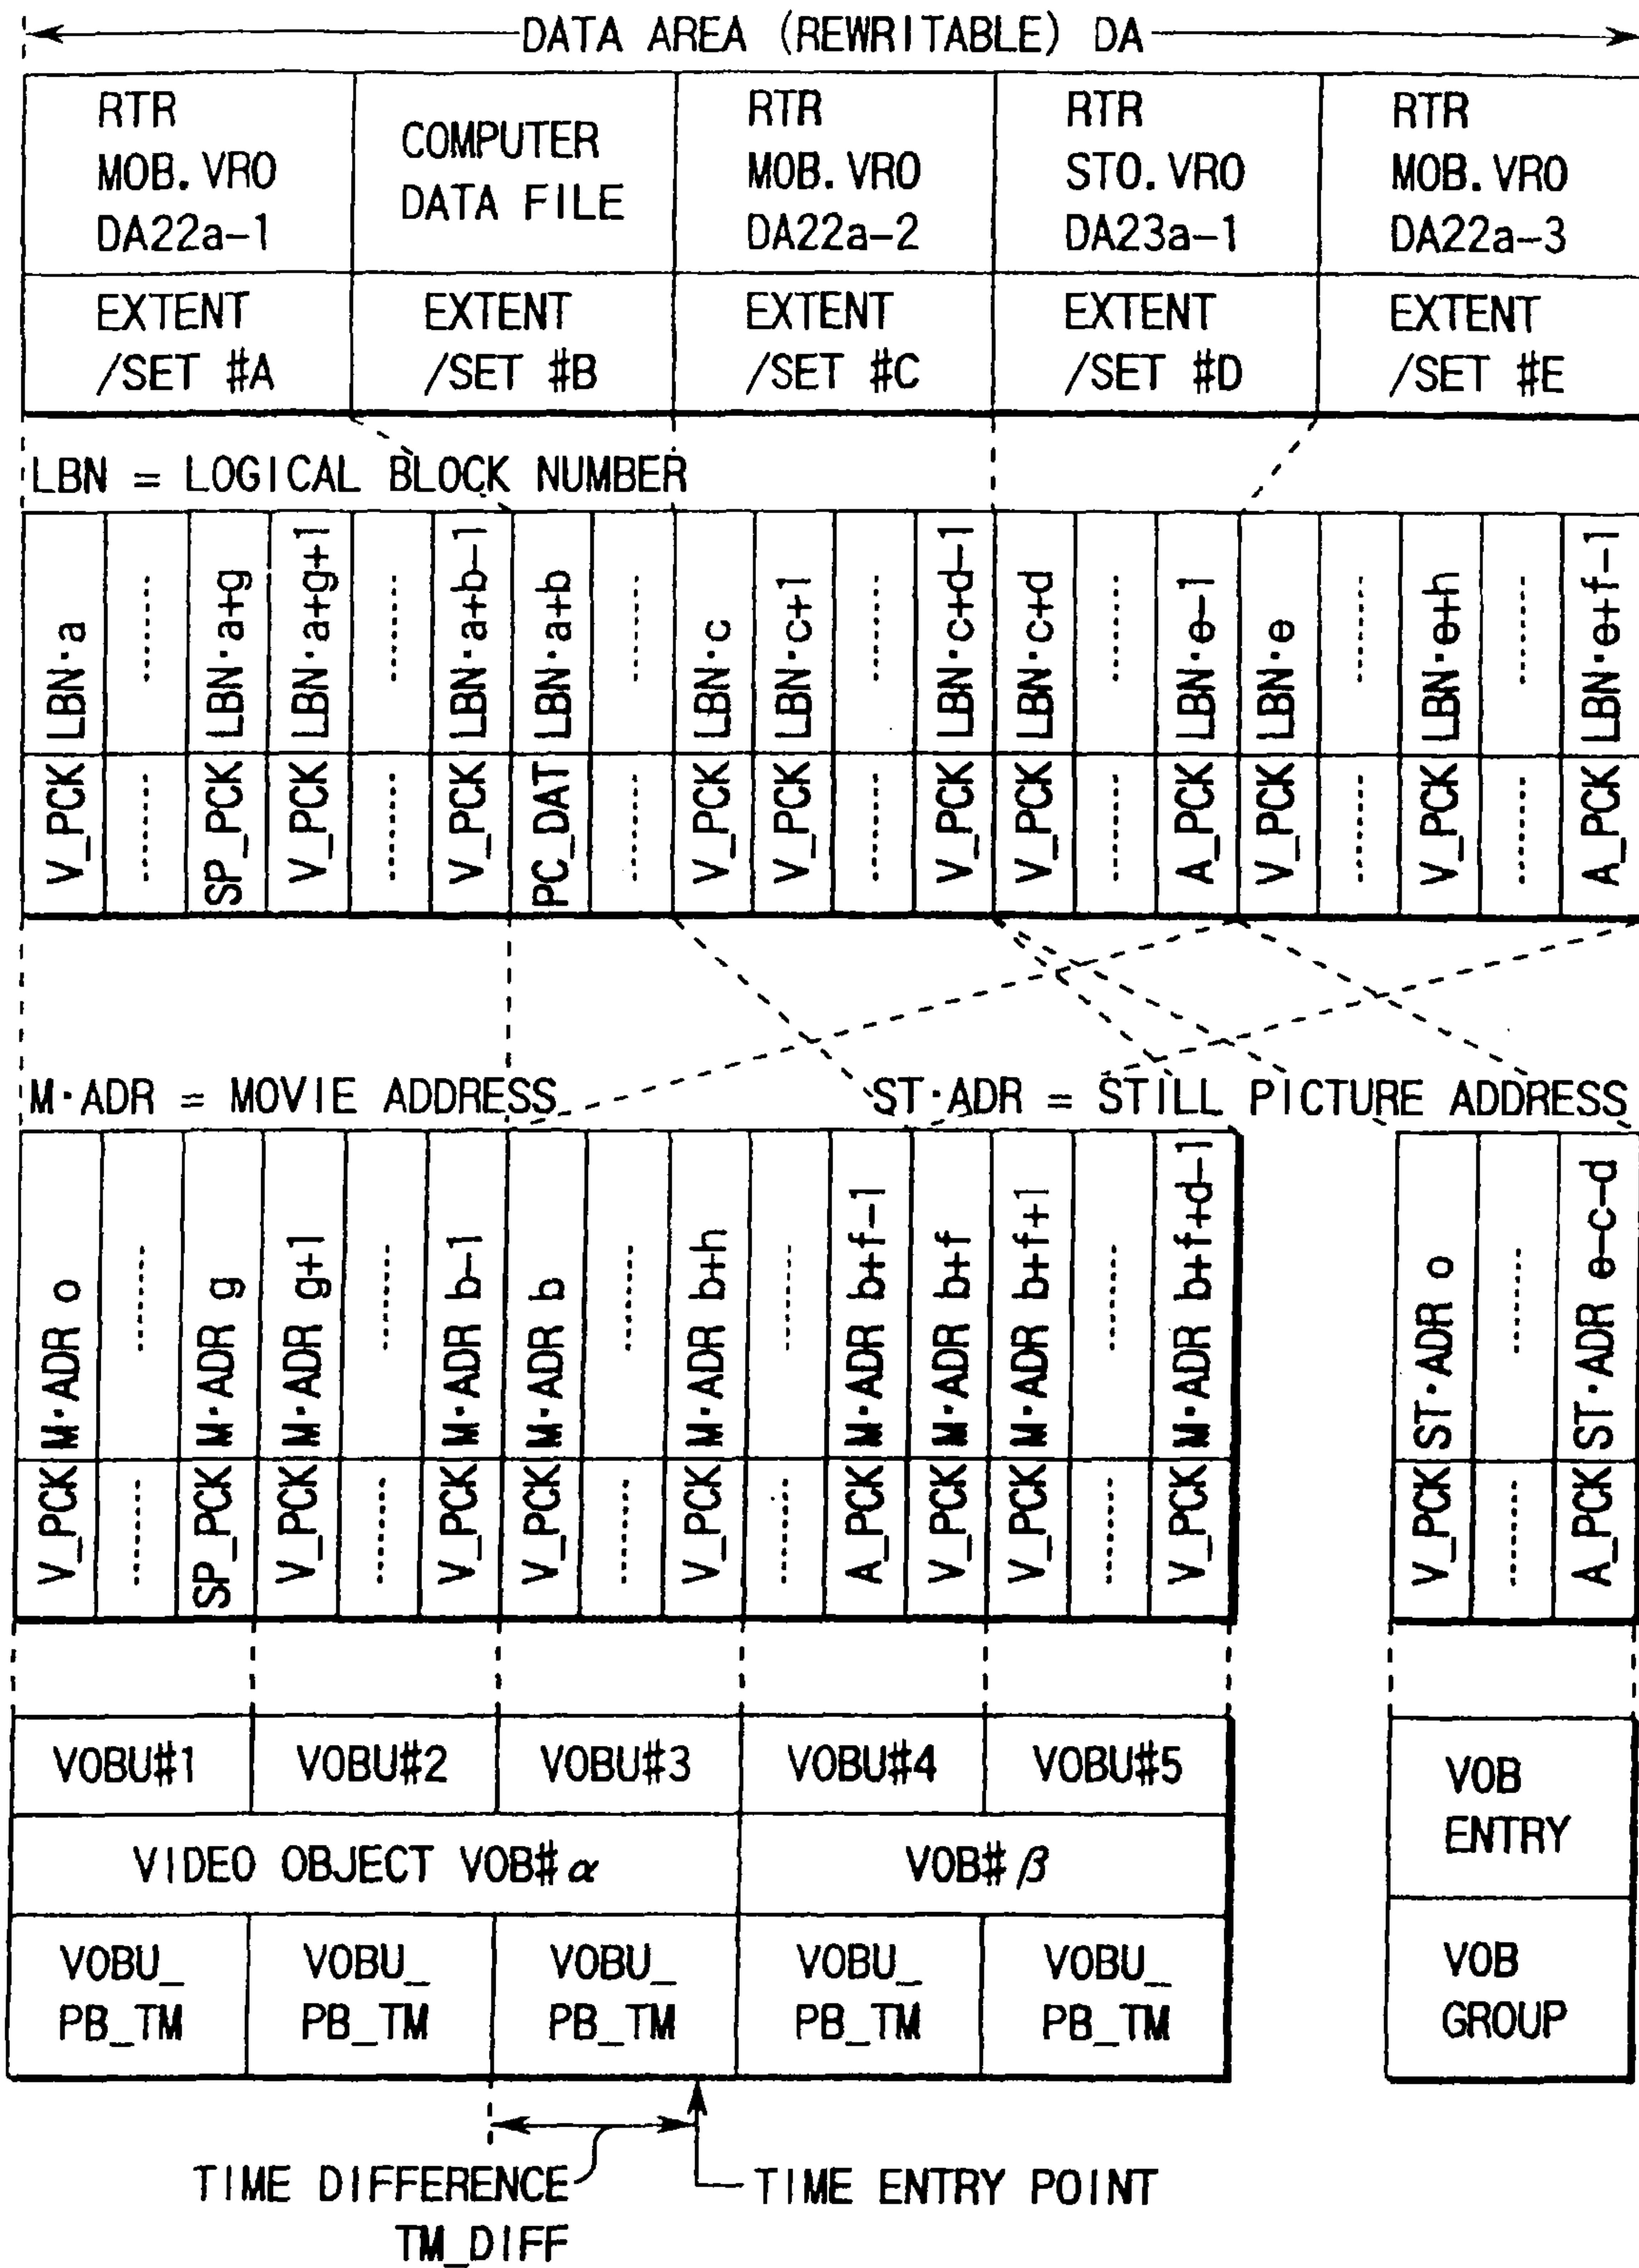 DATA AREA (REWRITABLE) DA
RTR
MOB.VRO
DA22a-1
COMPUTER
DATA FILE
RTR
MOB.VRO
DA22a-2
RTR
STO.VRO
DA23a-1
RTR
MOB.VRO
DA22a-3
EXTENT
/SET #A
EXTENT
/SET #B
EXTENT
/SET #C
EXTENT
/SET #D
EXTENT
/SET #E
LBN = LOGICAL BLOCK NUMBER
LBN·a
LBN·a+g
LBN·a+g+1
LBN·a+b-1
LBN·a+b
LBN·c
LBN·c+1
LBN·c+d-1
LBN·c+d
LBN·e-1
LBN·e
LBN·e+h
LBN·e+f-1
V_PCK
SP_PCK
V_PCK
V_PCK
PC_DAT
V_PCK
V_PCK
V_PCK
V_PCK
A_PCK
V_PCK
V_PCK
A_PCK
M·ADR = MOVIE ADDRESS
ST·ADR = STILL PICTURE ADDRESS
M·ADR o
M·ADR g
M·ADR g+1
M·ADR b-1
M·ADR b
M·ADR b+h
M·ADR b+f-1
M·ADR b+f
M·ADR b+f+1
M·ADR b+f+d-1
ST·ADR o
ST·ADR e-c-d
V_PCK
SP_PCK
V_PCK
V_PCK
V_PCK
V_PCK
A_PCK
V_PCK
V_PCK
V_PCK
V_PCK
A_PCK
VOBU#1
VOBU#2
VOBU#3
VOBU#4
VOBU#5
VOB
ENTRY
VIDEO OBJECT VOB#α
VOB#β
VOBU_
PB_TM
VOBU_
PB_TM
VOBU_
PB_TM
VOBU_
PB_TM
VOBU_
PB_TM
VOB
GROUP
TIME DIFFERENCE
TM_DIFF
TIME ENTRY POINT